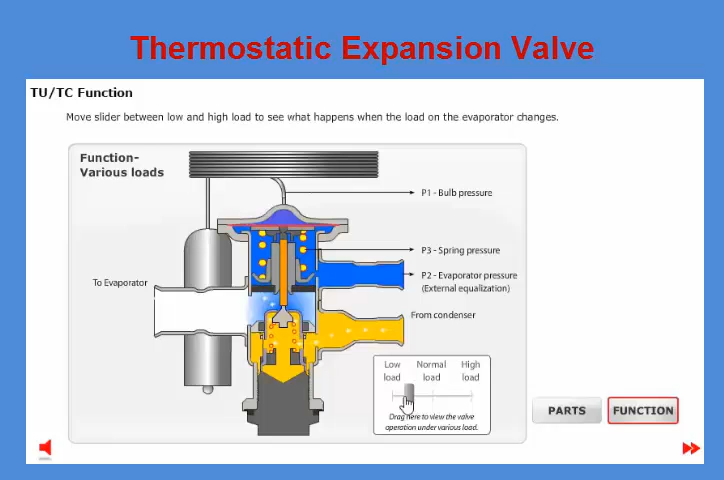 Thermostatic Expansion Valve
TU/TC Function
Move slider between low and high load to see what happens when the load on the evaporator changes.
Function-
Various loads
P1 - Bulb pressure
P3 - Spring pressure
P2 - Evaporator pressure
(External equalization)
To Evaporator
From condenser
Low load
Normal load
High load
Drag here to view the valve
operation under various load.
PARTS
FUNCTION